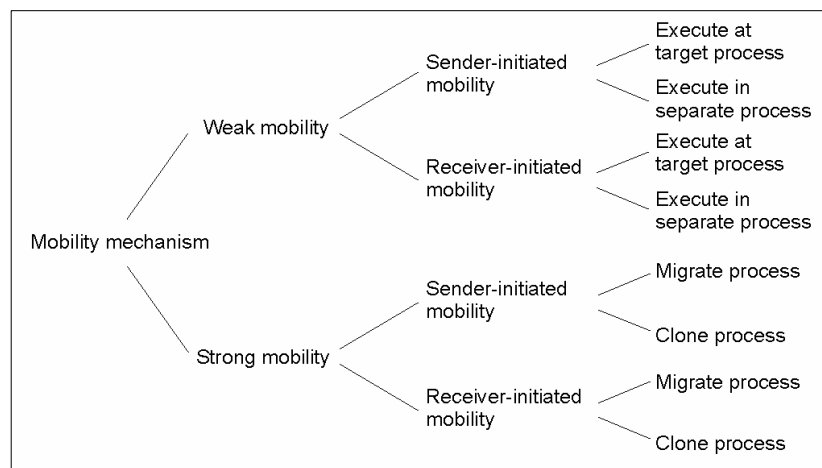 Execute at
target process
Sender-initiated
mobility
Execute in
separate process
Weak mobility
Execute at
target process
Receiver-initiated
mobility
Execute in
separate process
Mobility mechanism
Migrate process
Sender-initiated
mobility
Clone process
Strong mobility
Migrate process
Receiver-initiated
mobility
Clone process